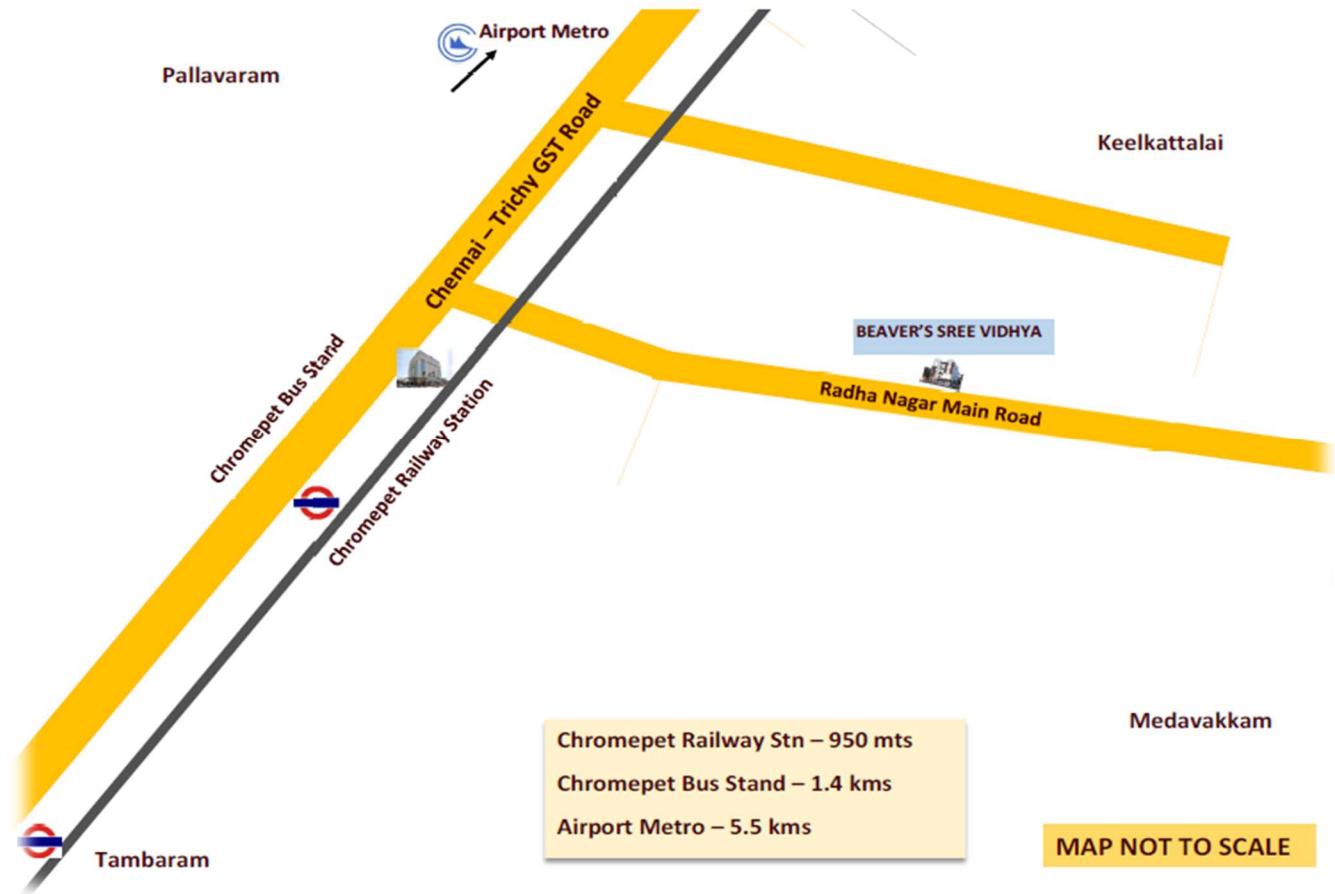 Airport Metro
Pallavaram
Keelkattalai
Chennai – Trichy GST Road
BEAVER'S SREE VIDHYA
Radha Nagar Main Road
Chromepet Bus Stand
Chromepet Railway Station
Medavakkam
Chromepet Railway Stn – 950 mts
Chromepet Bus Stand – 1.4 kms
Airport Metro – 5.5 kms
MAP NOT TO SCALE
Tambaram